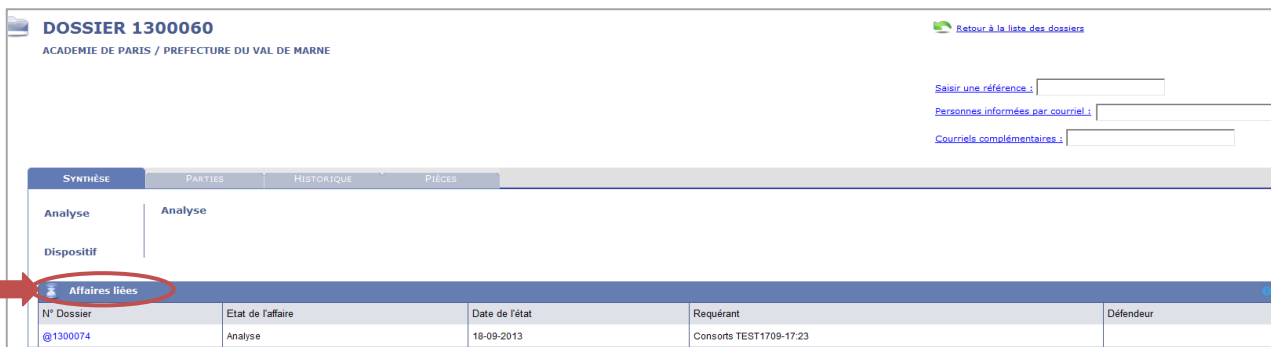 DOSSIER 1300060
Retour à la liste des dossiers
ACADEMIE DE PARIS / PREFECTURE DU VAL DE MARNE
Saisir une référence :
Personnes informées par courriel :
Courriels complémentaires :
SYNTHÈSE PARTIES HISTORIQUE PIÈCES
Analyse Analyse
Dispositif
Affaires liées
N° Dossier Etat de l'affaire Date de l'état Requérant Défendeur
@1300074 Analyse 18-09-2013 Consorts TEST1709-17:23